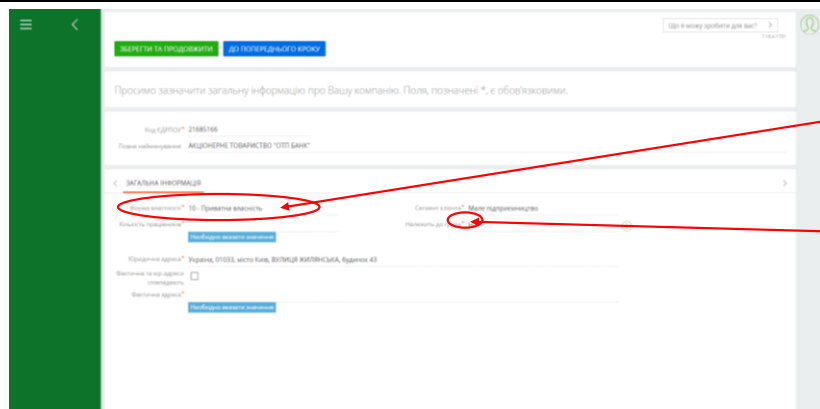 Що я можу зробити для вас?
ЗБЕРЕГТИ ТА ПРОДОВЖИТИ ДО ПОПЕРЕДНЬОГО КРОКУ
Просимо зазначити загальну інформацію про Вашу компанію. Поля, позначені *, є обов'язковими.
Код ЄДРПОУ* 21685166
Повне найменування АКЦІОНЕРНЕ ТОВАРИСТВО "ОТП БАНК"
ЗАГАЛЬНА ІНФОРМАЦІЯ
Форма власності* 10 - Приватна власність Сегмент клієнта* Мале підприємництво
Кількість працівників* Належить до групи*
Необхідно вказати значення
Юридична адреса* Україна, 01033, місто Київ, ВУЛИЦЯ ЖИЛЯНСЬКА, будинок 43
Фактична та юр.адреси
співпадають
Фактична адреса*
Необхідно вказати значення